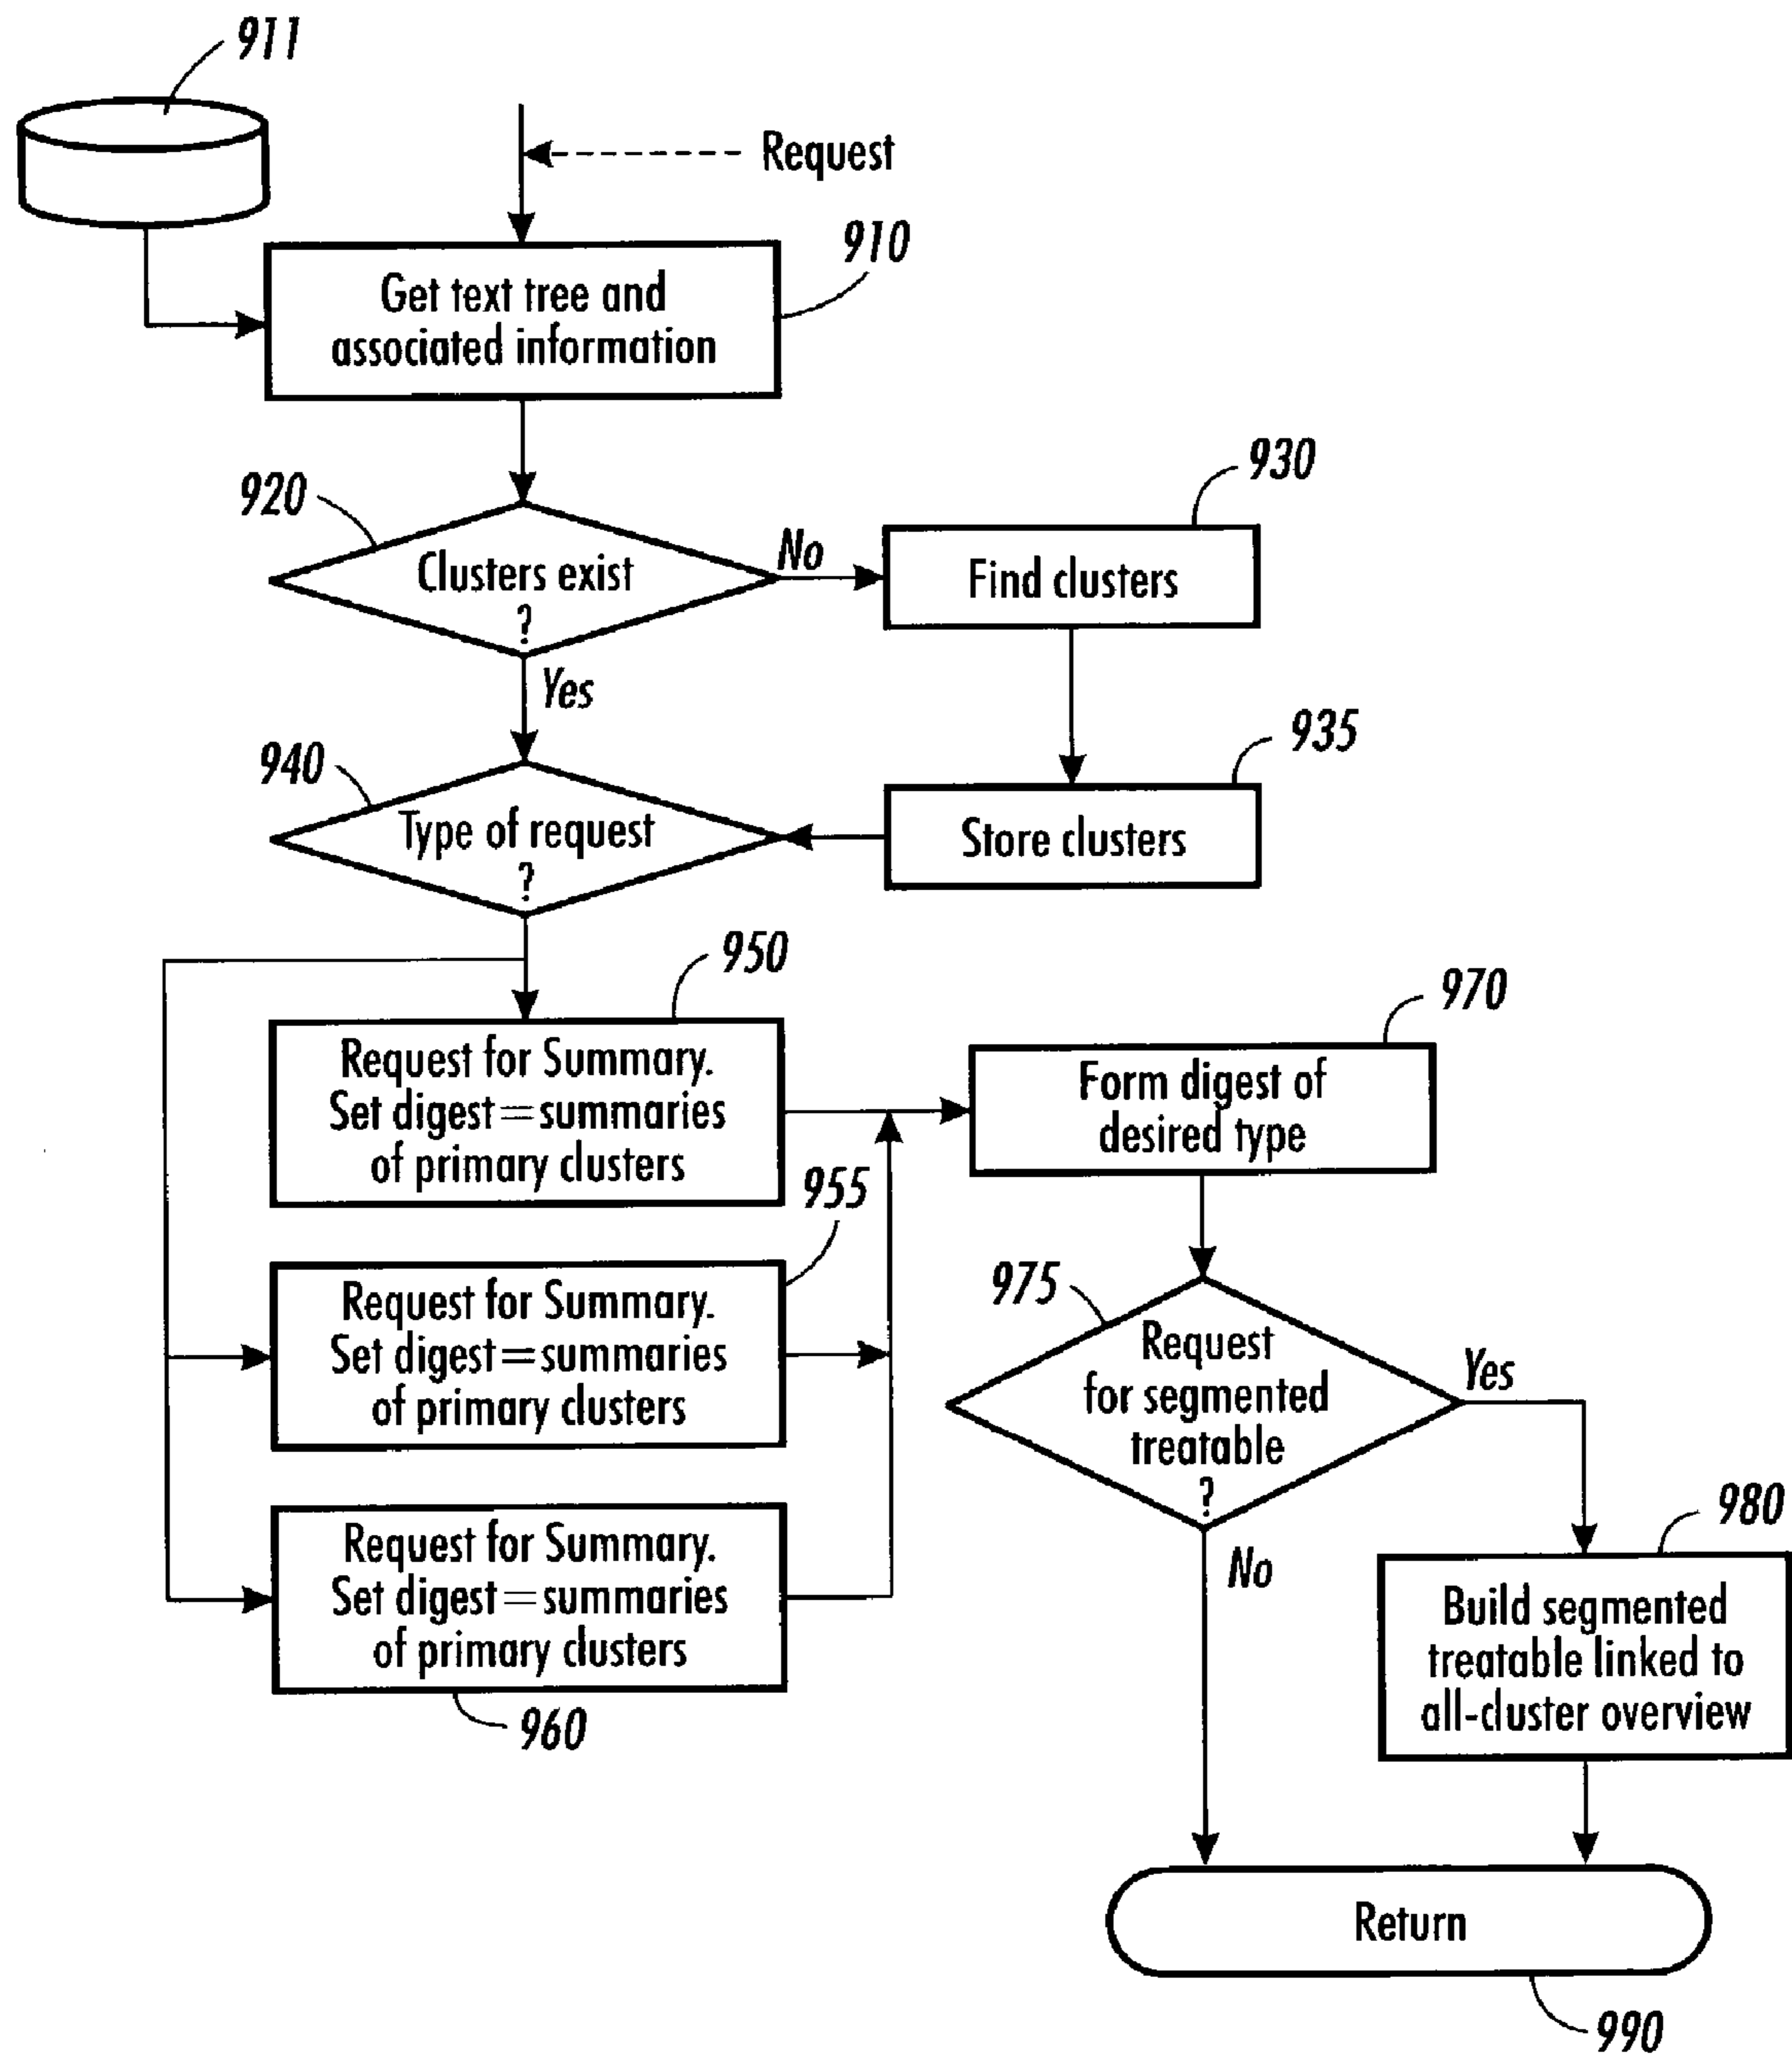 911
Request
910
Get text tree and
associated information
930
920
Clusters exist
?
No
Find clusters
Yes
935
940
Type of request
?
Store clusters
950
970
Request for Summary.
Set digest=summaries
of primary clusters
Form digest of
desired type
955
975
Request for Summary.
Set digest=summaries
of primary clusters
Request
for segmented
treatable
?
Yes
No
980
Request for Summary.
Set digest=summaries
of primary clusters
960
Build segmented
treatable linked to
all-cluster overview
Return
990